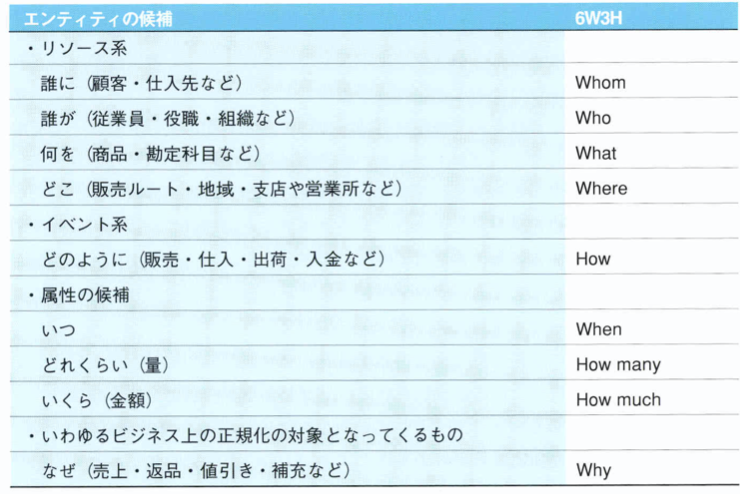 エンティティの候補 6W3H
・リソース系
誰に（顧客・仕入先など） Whom
誰が（従業員・役職・組織など） Who
何を（商品・勘定科目など） What
どこ（販売ルート・地域・支店や営業所など） Where
・イベント系
どのように（販売・仕入・出荷・入金など） How
・属性の候補
いつ When
どれくらい（量） How many
いくら（金額） How much
・いわゆるビジネス上の正規化の対象となってくるもの
なぜ（売上・返品・値引き・補充など） Why